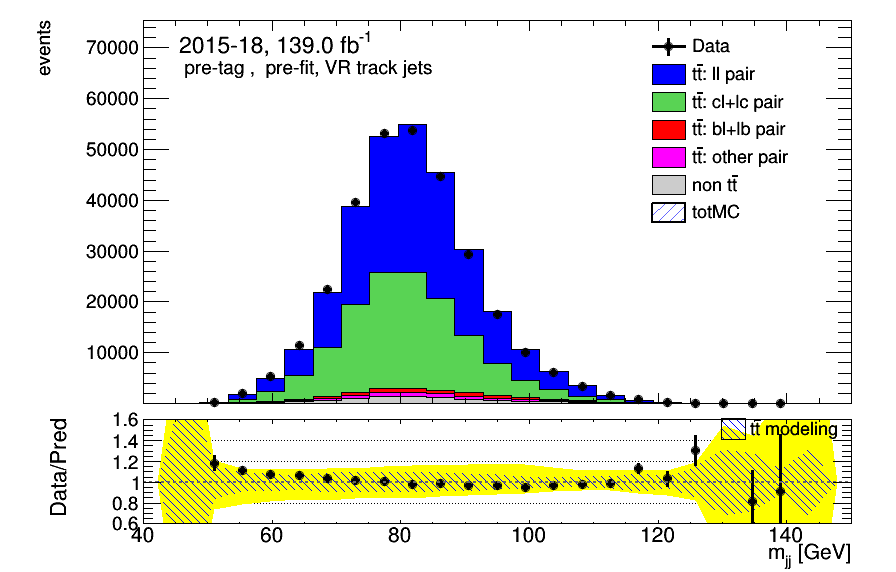 events
70000
60000
50000
40000
30000
20000
10000
2015-18, 139.0 fb⁻¹
pre-tag , pre-fit, VR track jets
Data
tt̄: ll pair
tt̄: cl+lc pair
tt̄: bl+lb pair
tt̄: other pair
non tt̄
totMC
Data/Pred
1.6
1.4
1.2
1
0.8
0.6
tt̄ modeling
40 60 80 100 120 140
m_jj [GeV]